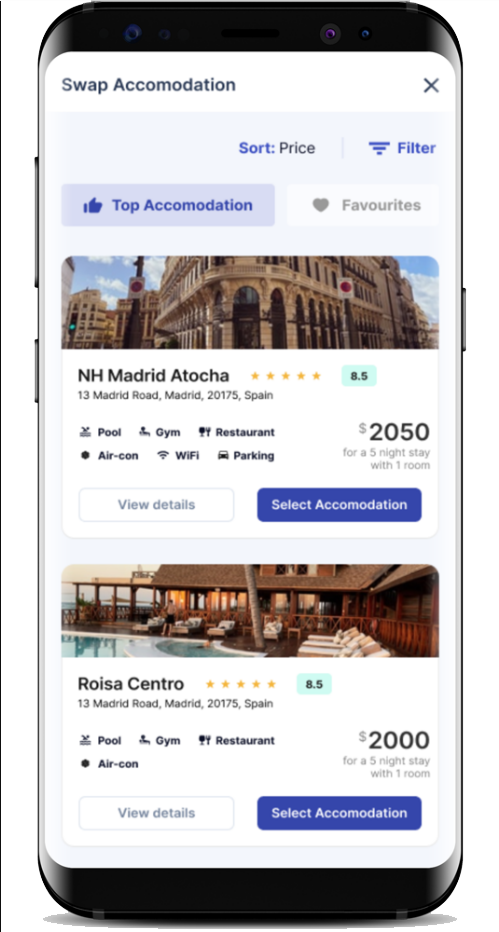 Swap Accomodation
Sort: Price
Filter
Top Accomodation
Favourites
NH Madrid Atocha
8.5
13 Madrid Road, Madrid, 20175, Spain
Pool Gym Restaurant
$2050
Air-con WiFi Parking
for a 5 night stay
with 1 room
View details
Select Accomodation
Roisa Centro
8.5
13 Madrid Road, Madrid, 20175, Spain
Pool Gym Restaurant
$2000
Air-con
for a 5 night stay
with 1 room
View details
Select Accomodation